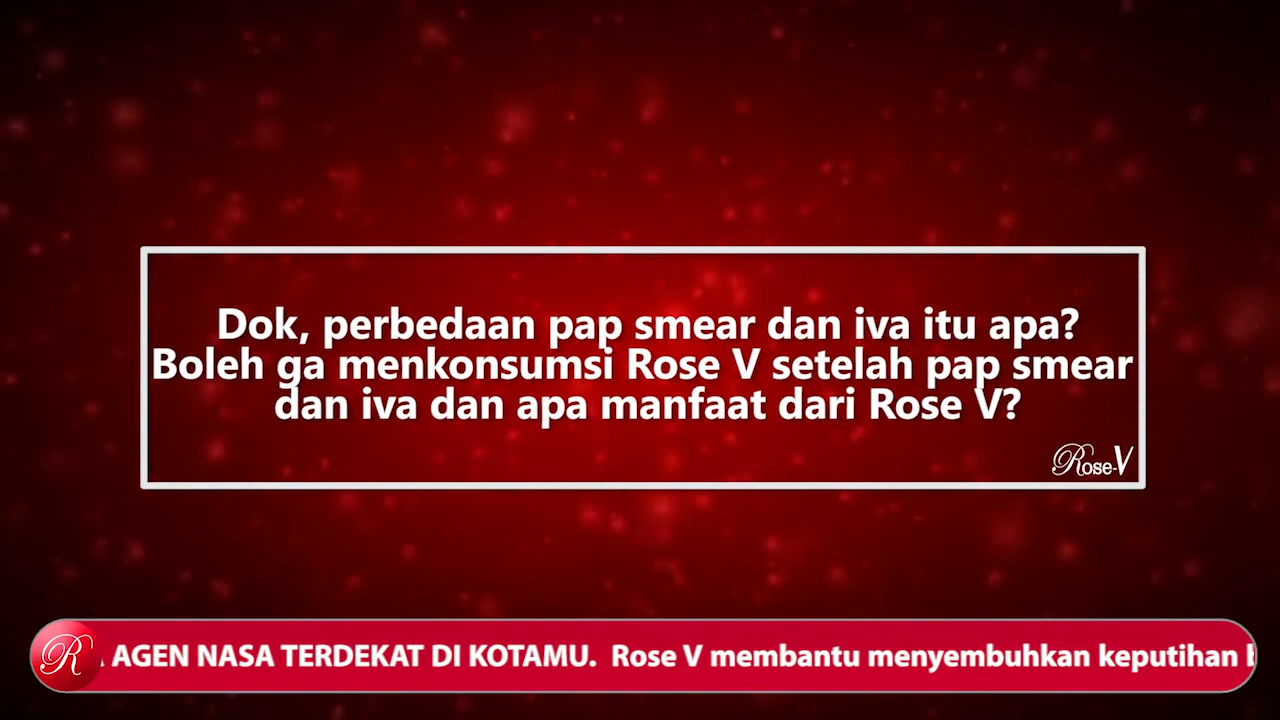 Dok, perbedaan pap smear dan iva itu apa?
Boleh ga menkonsumsi Rose V setelah pap smear
dan iva dan apa manfaat dari Rose V?
Rose-V
R
AGEN NASA TERDEKAT DI KOTAMU. Rose V membantu menyembuhkan keputihan